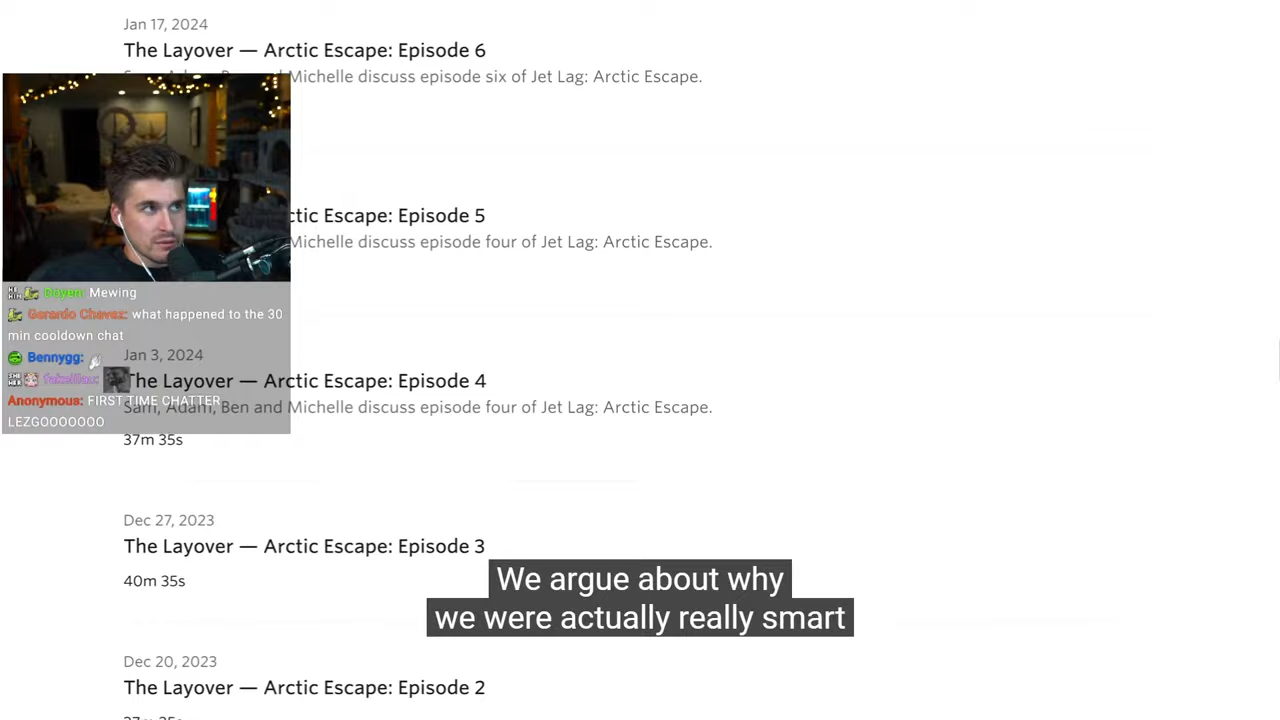 Jan 17, 2024
The Layover — Arctic Escape: Episode 6
Michelle discuss episode six of Jet Lag: Arctic Escape.
ctic Escape: Episode 5
Michelle discuss episode four of Jet Lag: Arctic Escape.
Doyen: Mewing
Gerardo Chavez: what happened to the 30
min cooldown chat
Bennygg:
Anonymous: FIRST TIME CHATTER
LEZGOOOOOOO
Jan 3, 2024
The Layover — Arctic Escape: Episode 4
Sam, Adam, Ben and Michelle discuss episode four of Jet Lag: Arctic Escape.
37m 35s
Dec 27, 2023
The Layover — Arctic Escape: Episode 3
40m 35s
We argue about why
we were actually really smart
Dec 20, 2023
The Layover — Arctic Escape: Episode 2